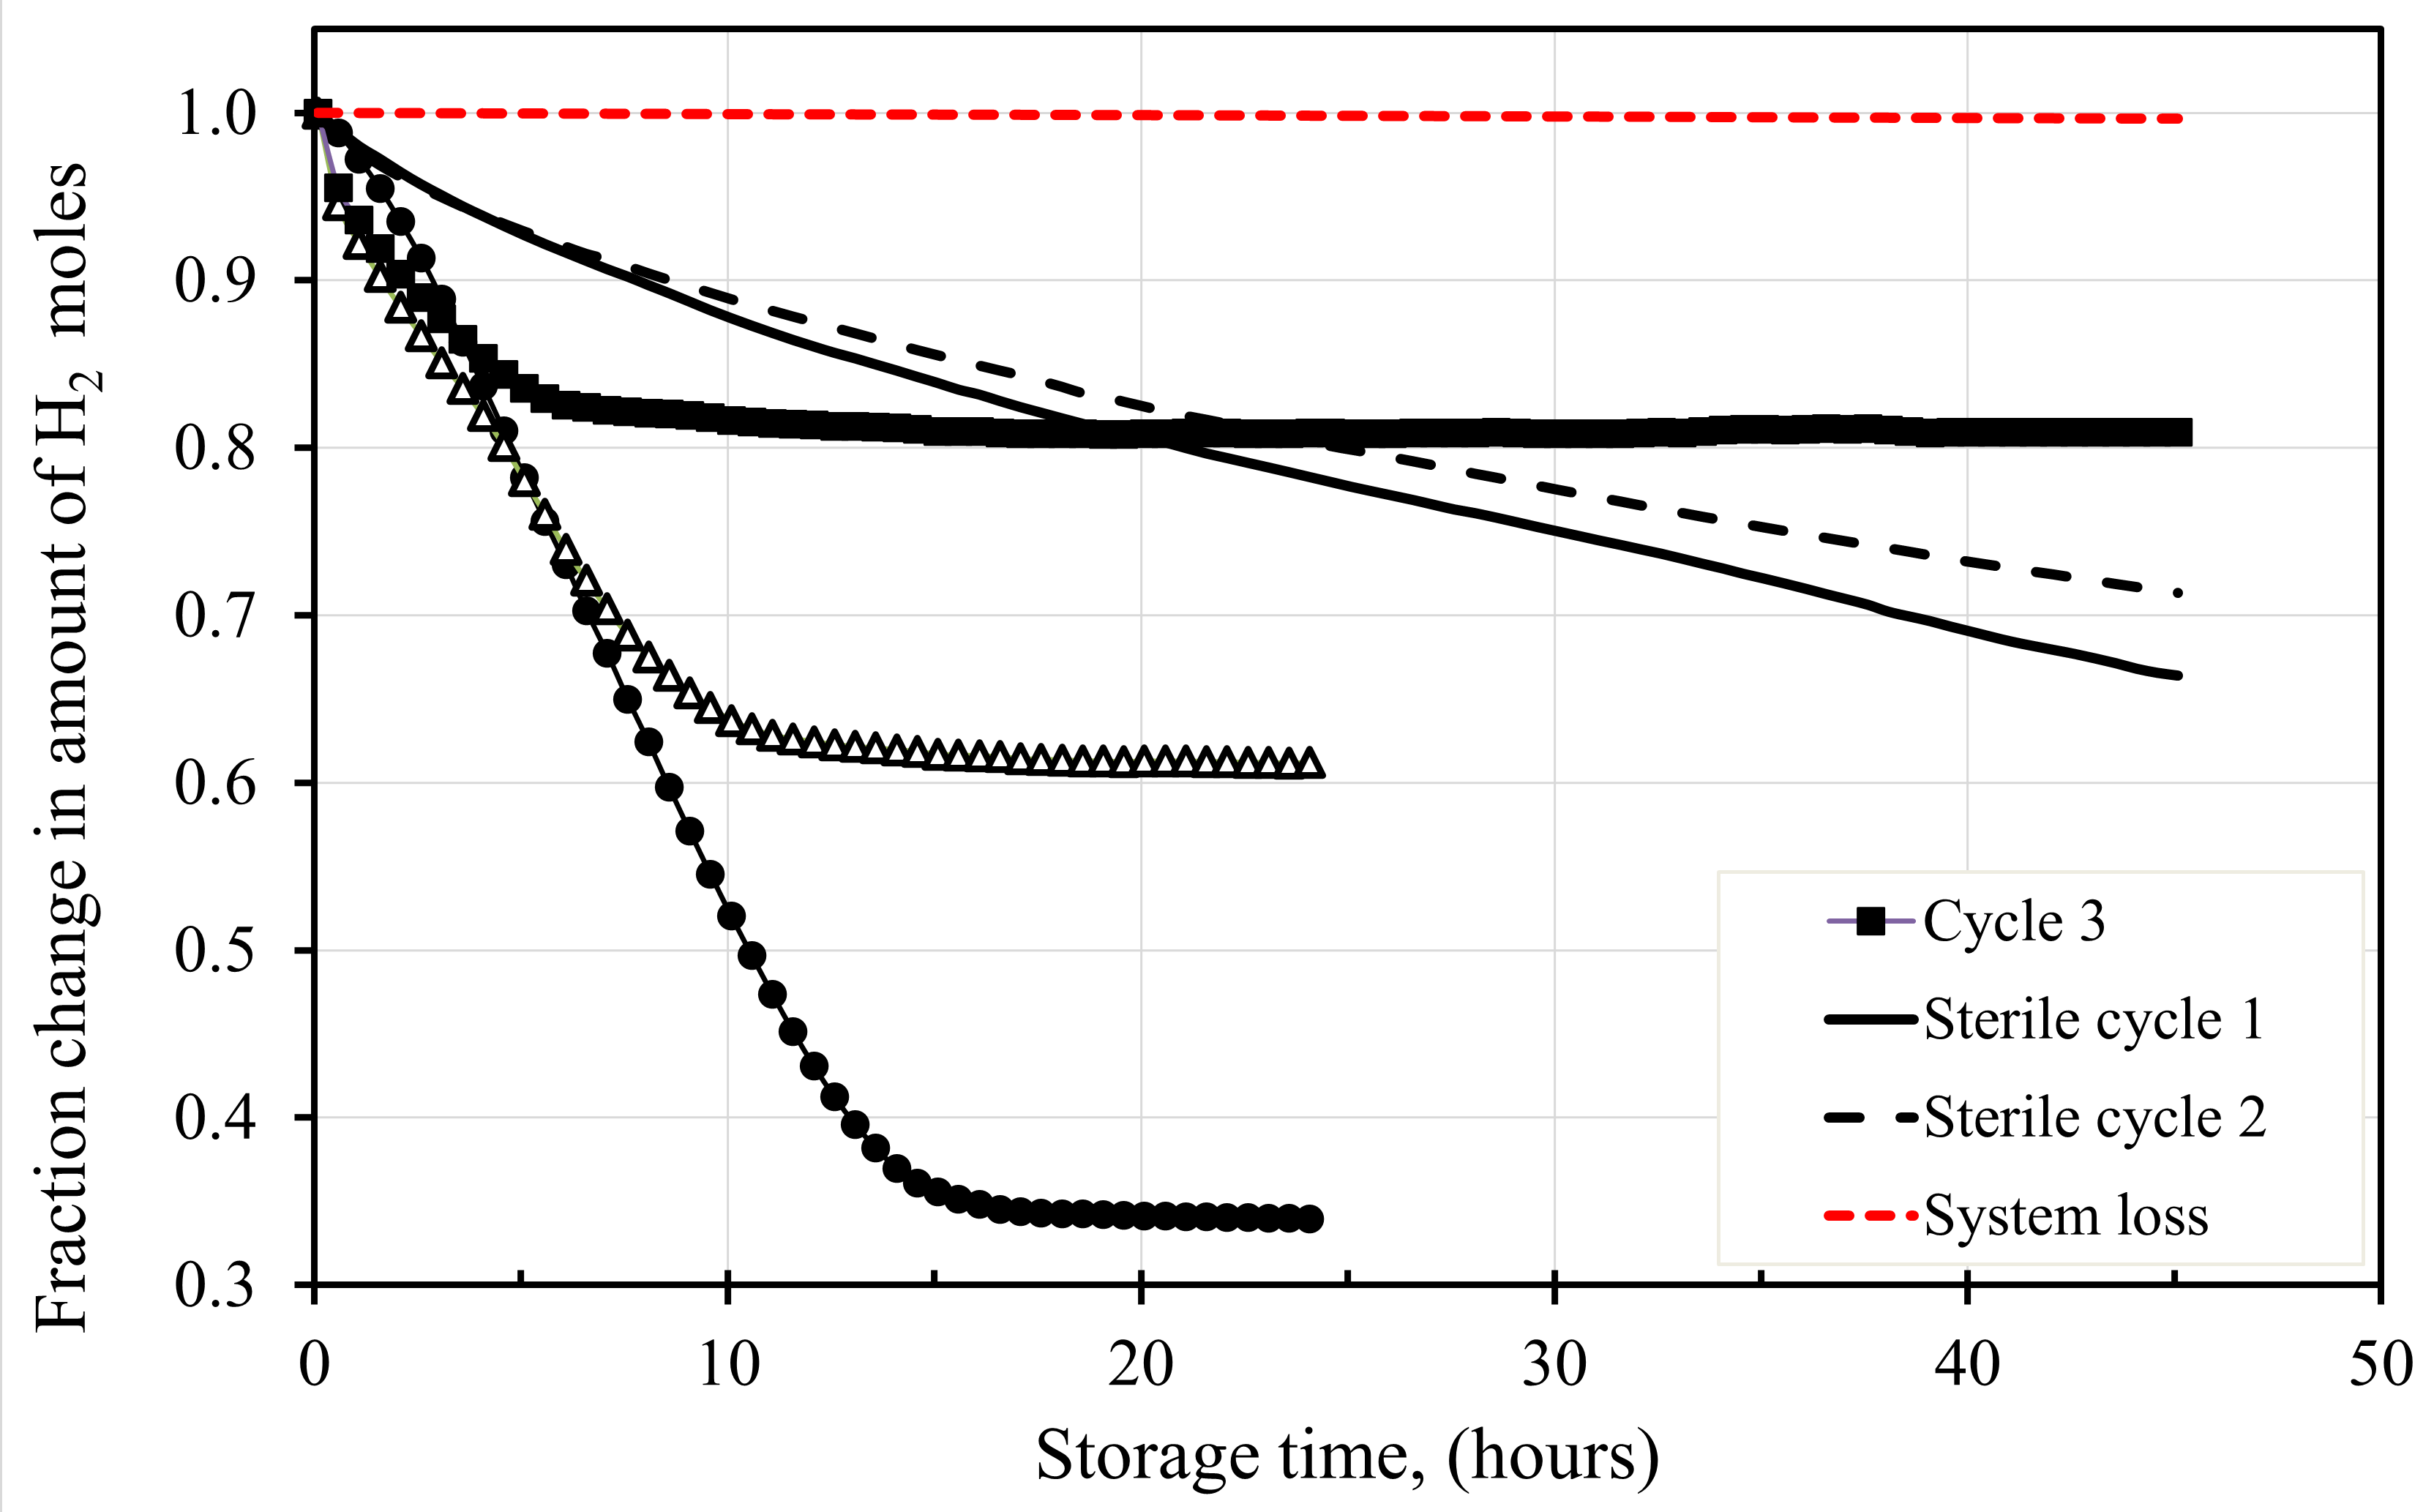 Fraction change in amount of H2 moles
1.0
0.9
0.8
0.7
0.6
0.5
0.4
0.3
0 10 20 30 40 50
Storage time, (hours)
Cycle 3
Sterile cycle 1
Sterile cycle 2
System loss